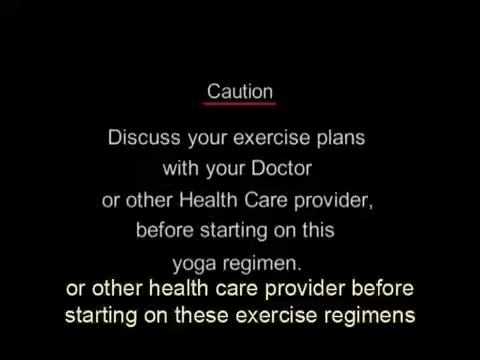 Caution
Discuss your exercise plans
with your Doctor
or other Health Care provider,
before starting on this
yoga regimen.
or other health care provider before
starting on these exercise regimens